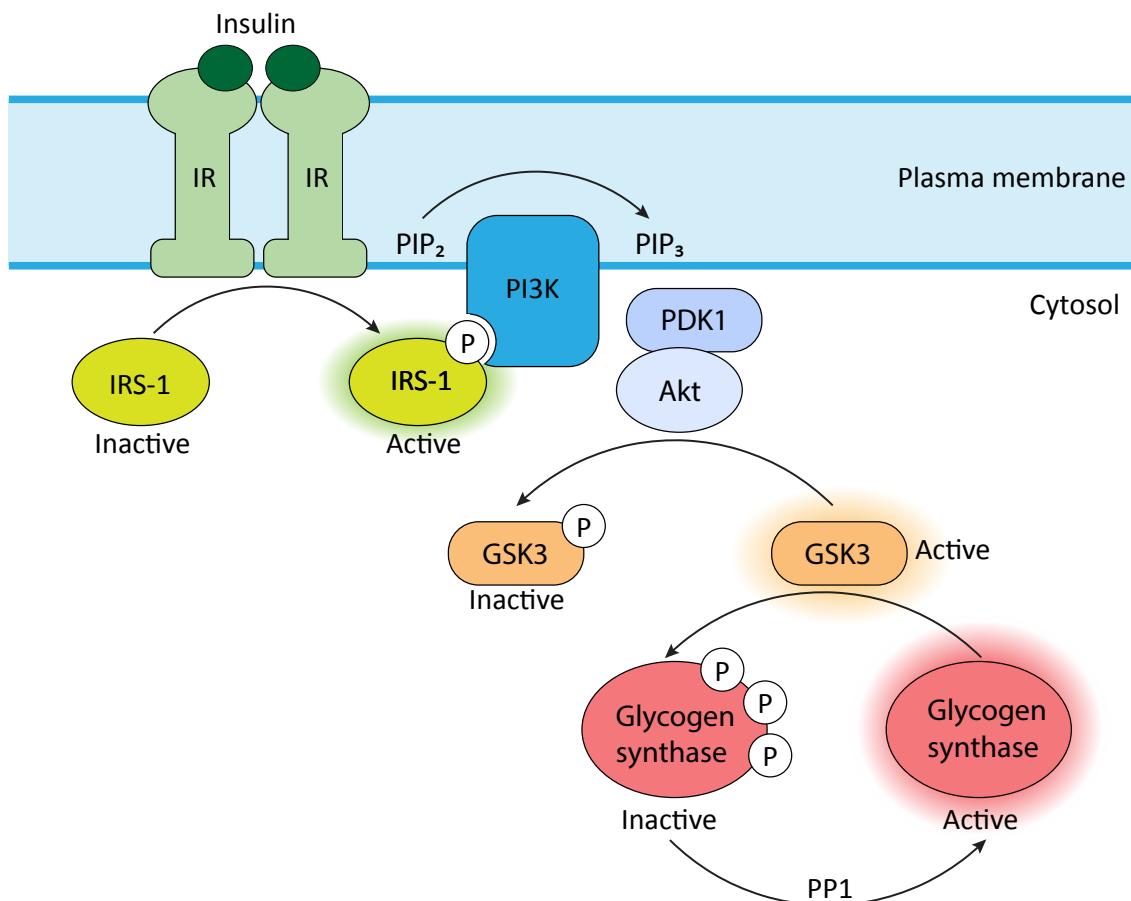 Insulin
IR
IR
Plasma membrane
PIP2
PIP3
PI3K
Cytosol
PDK1
P
IRS-1
IRS-1
Akt
Inactive
Active
P
GSK3
GSK3
Active
Inactive
P
P
P
Glycogen
synthase
Glycogen
synthase
Inactive
Active
PP1